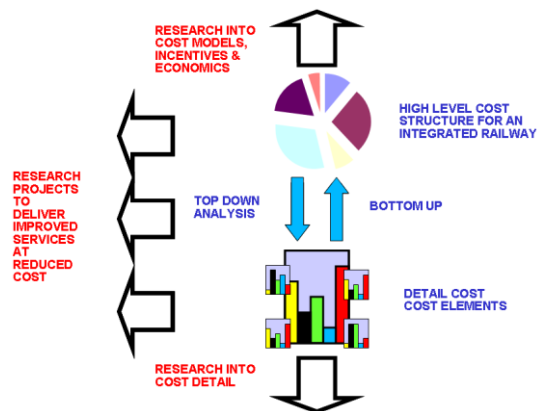 RESEARCH INTO
COST MODELS,
INCENTIVES &
ECONOMICS
HIGH LEVEL COST
STRUCTURE FOR AN
INTEGRATED RAILWAY
RESEARCH
PROJECTS
TO
DELIVER
IMPROVED
SERVICES
AT
REDUCED
COST
TOP DOWN
ANALYSIS
BOTTOM UP
DETAIL COST
COST ELEMENTS
RESEARCH INTO
COST DETAIL